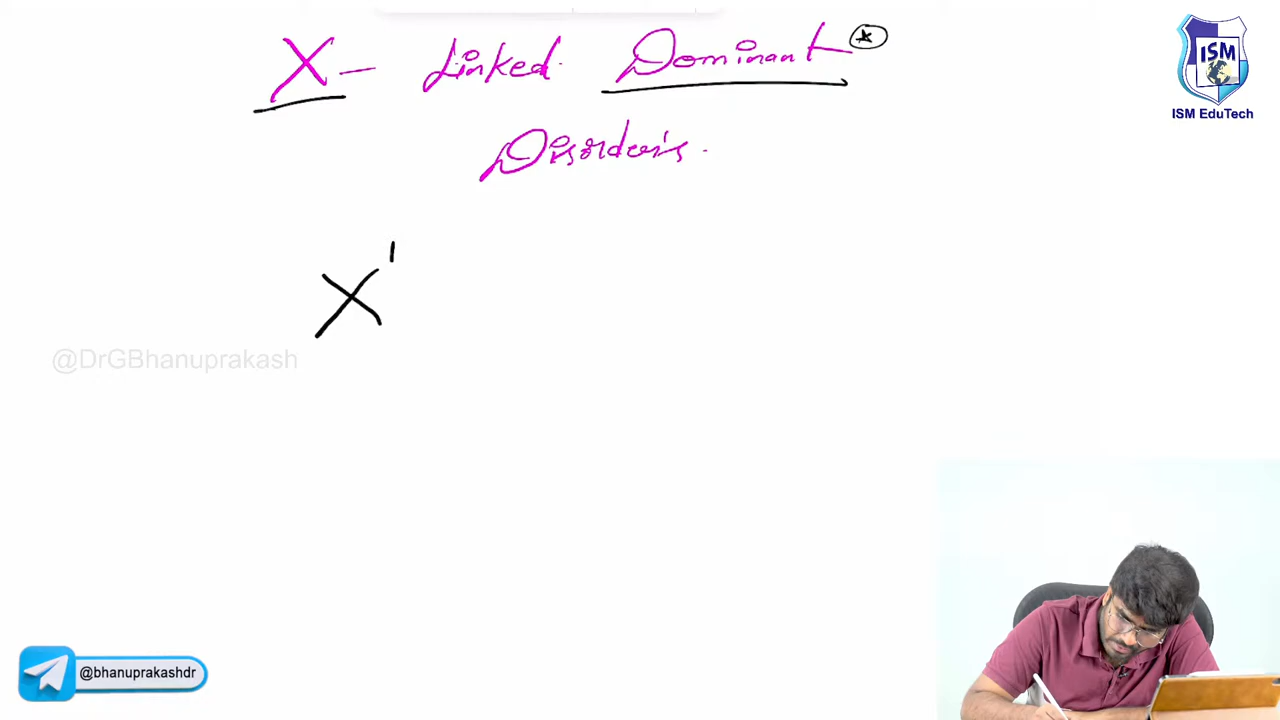 X - Linked Dominant
Disorders.
X'
ISM
ISM EduTech
@DrGBhanuprakash
@bhanuprakashdr